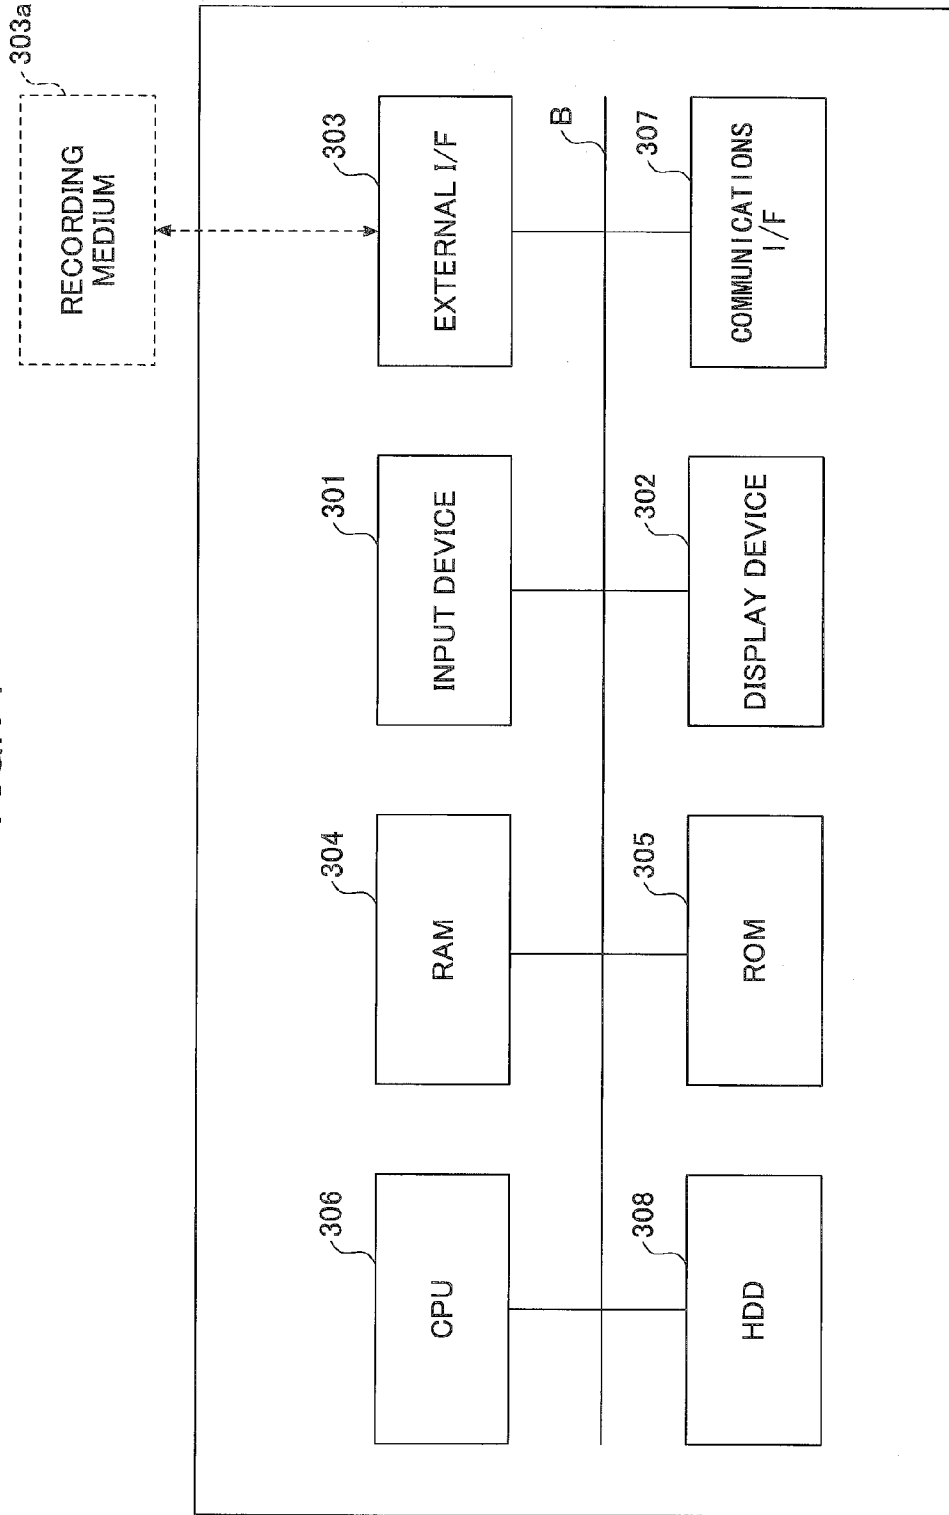 303a
RECORDING
MEDIUM
306
CPU
304
RAM
301
INPUT DEVICE
303
EXTERNAL I/F
B
308
HDD
305
ROM
302
DISPLAY DEVICE
307
COMMUNICATIONS
I/F